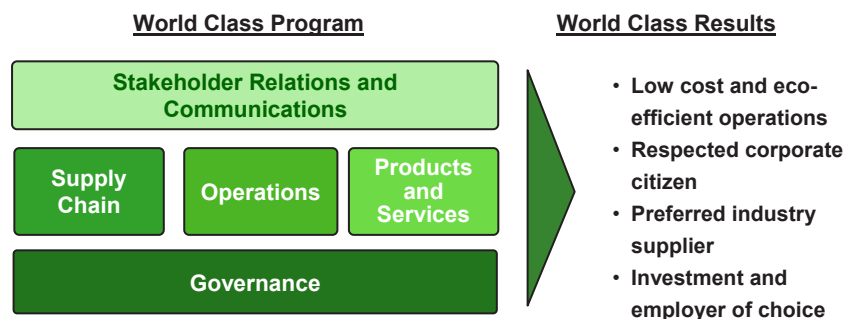 World Class Program
Stakeholder Relations and
Communications
Supply
Chain
Operations
Products
and
Services
Governance
World Class Results
• Low cost and eco-
efficient operations
• Respected corporate
citizen
• Preferred industry
supplier
• Investment and
employer of choice